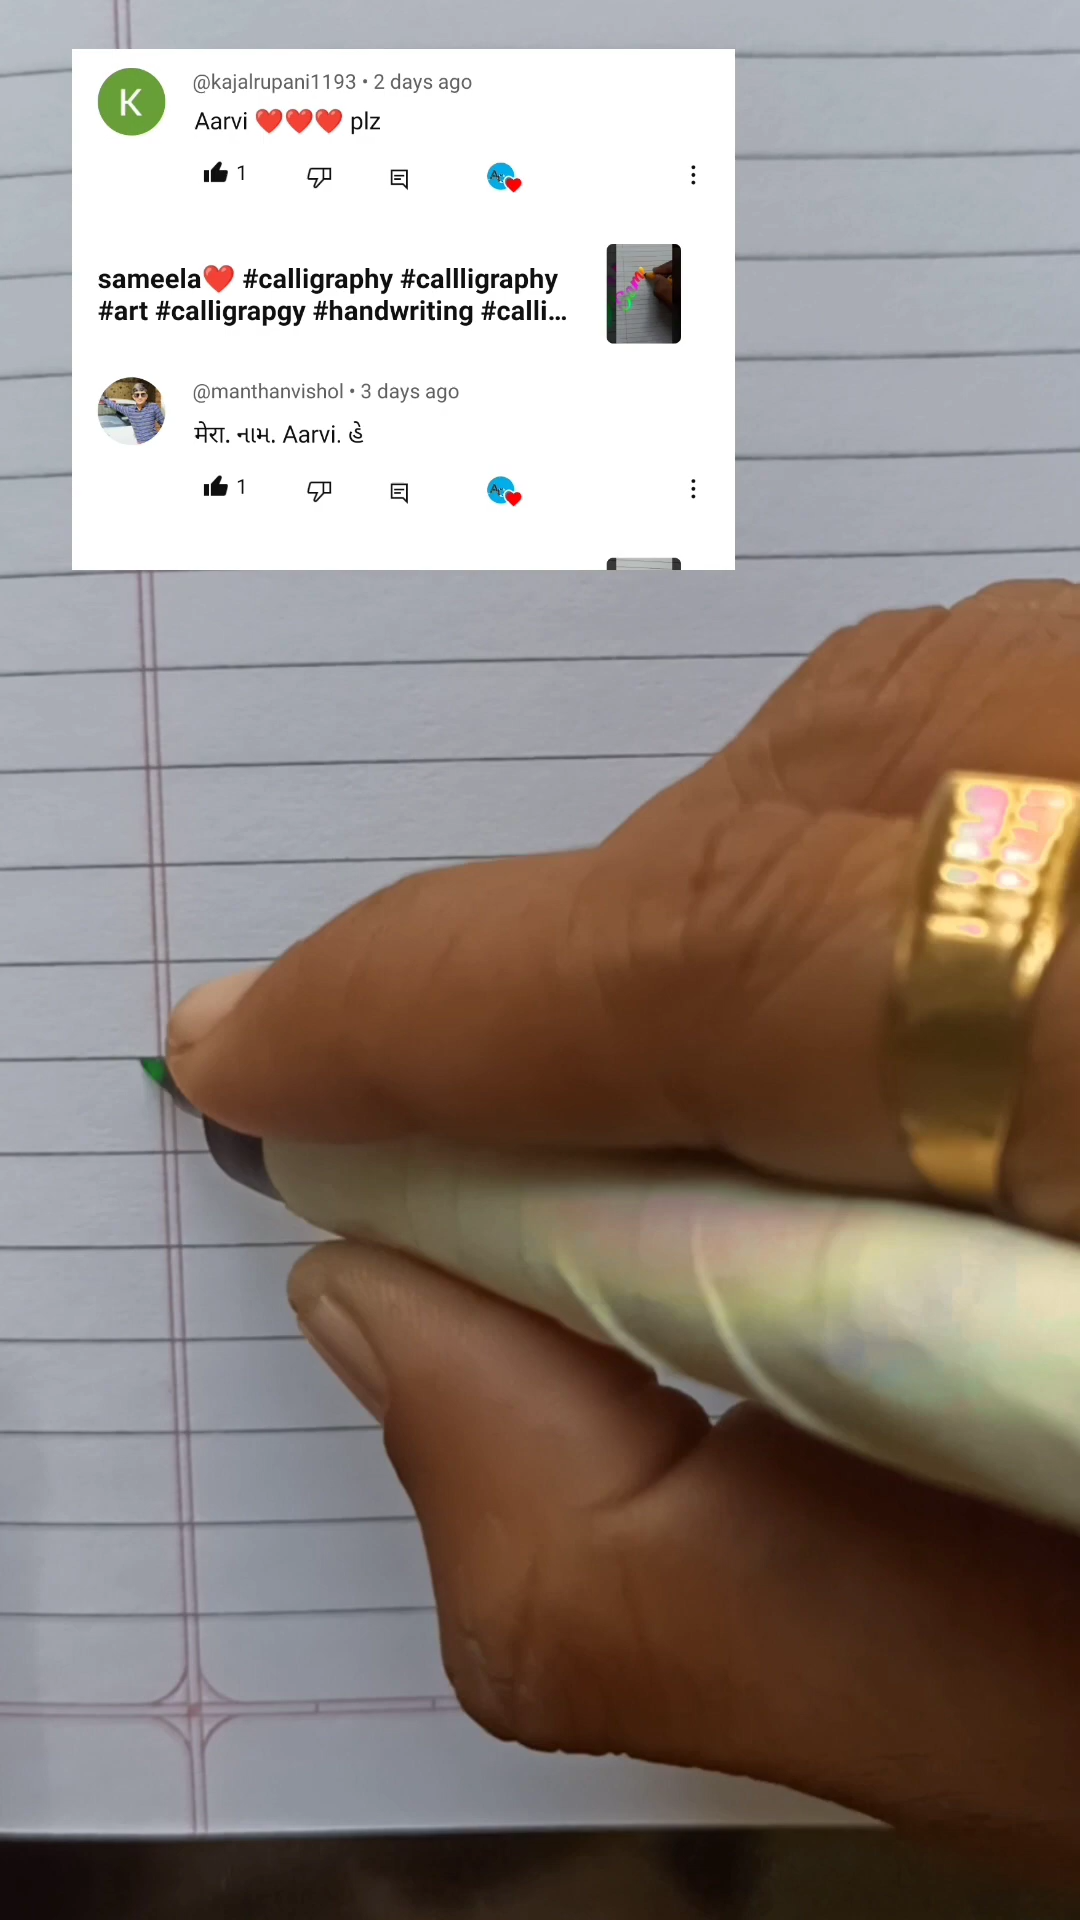 K
@kajalrupani1193 • 2 days ago
Aarvi ❤️❤️❤️ plz
1
sameela❤️ #calligraphy #callligraphy
#art #calligrapgy #handwriting #calli...
@manthanvishol • 3 days ago
मेरा. નામ. Aarvi. હે
1